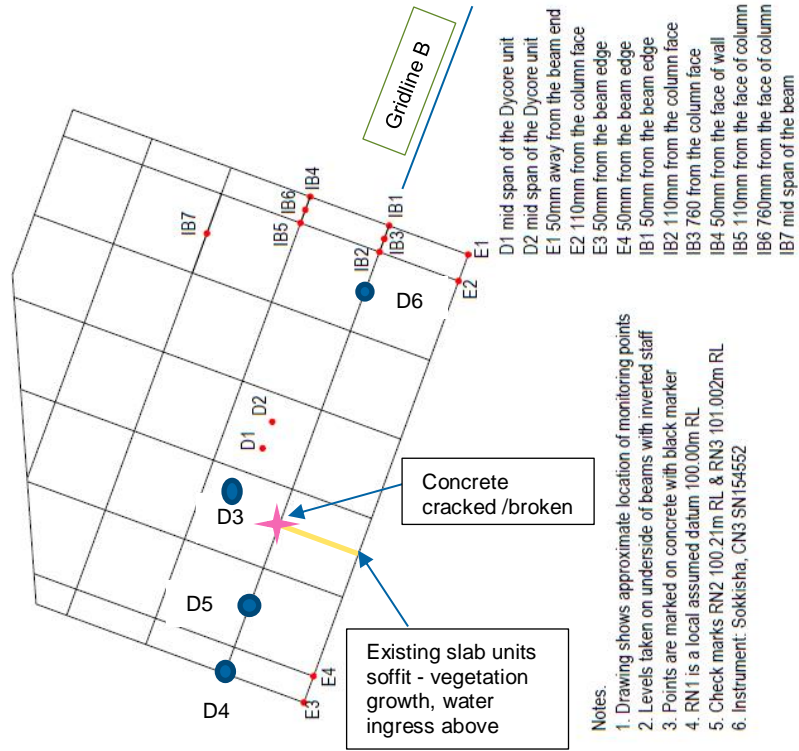 Gridline B
IB7
IB6
IB4
IB5
IB1
IB3
IB2
E1
E2
D6
D2
D1
D3
D5
D4
E4
E3
Concrete
cracked /broken
Existing slab units
soffit - vegetation
growth, water
ingress above
D1 mid span of the Dycore unit
D2 mid span of the Dycore unit
E1 50mm away from the beam end
E2 110mm from the column face
E3 50mm from the beam edge
E4 50mm from the beam edge
IB1 50mm from the beam edge
IB2 110mm from the column face
IB3 760 from the column face
IB4 50mm from the face of wall
IB5 110mm from the face of column
IB6 760mm from the face of column
IB7 mid span of the beam
Notes.
1. Drawing shows approximate location of monitoring points
2. Levels taken on underside of beams with inverted staff
3. Points are marked on concrete with black marker
4. RN1 is a local assumed datum 100.00m RL
5. Check marks RN2 100.21m RL & RN3 101.002m RL
6. Instrument: Sokkisha, CN3 SN154552